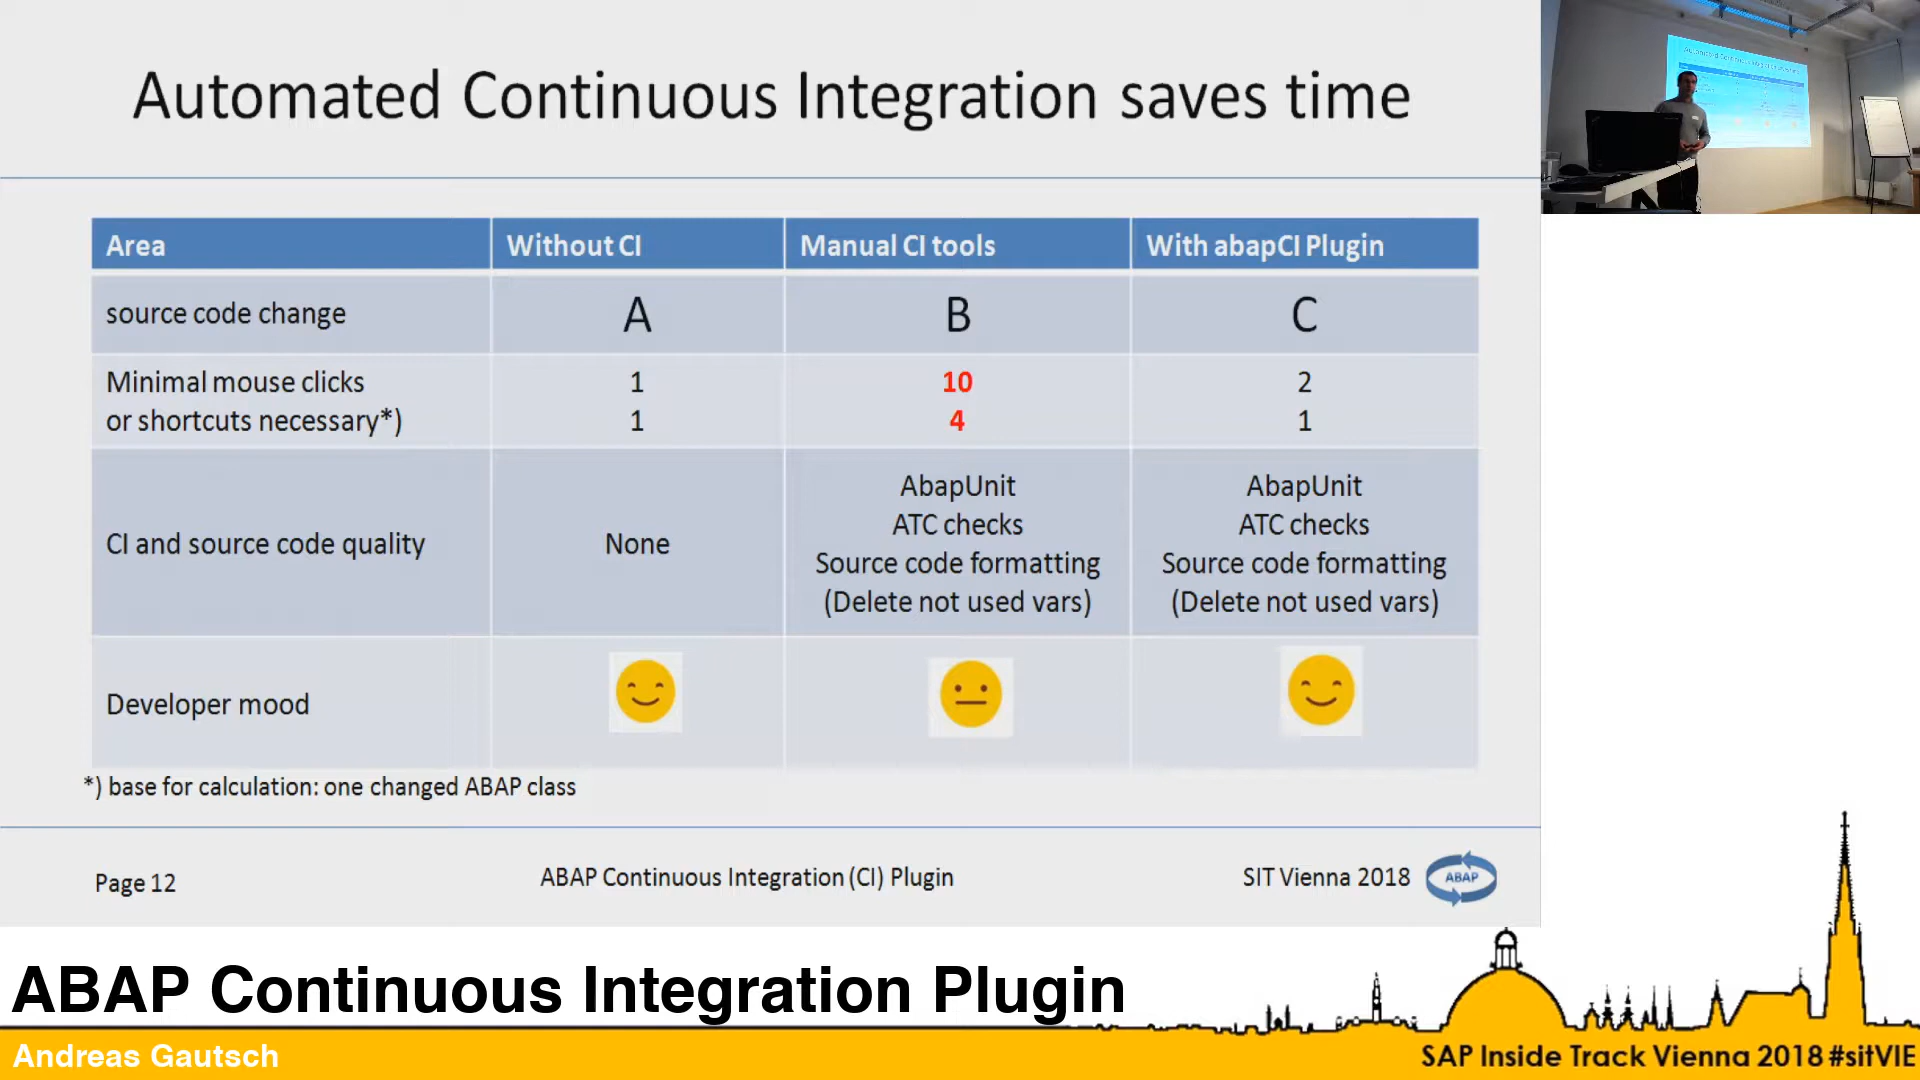 Automated Continuous Integration saves time
Area Without CI Manual CI tools With abapCI Plugin
source code change A B C
Minimal mouse clicks 1 10 2
or shortcuts necessary*) 1 4 1
CI and source code quality
None
AbapUnit
ATC checks
Source code formatting
(Delete not used vars)
AbapUnit
ATC checks
Source code formatting
(Delete not used vars)
Developer mood
*) base for calculation: one changed ABAP class
Page 12 ABAP Continuous Integration (CI) Plugin SIT Vienna 2018 ABAP
ABAP Continuous Integration Plugin
Andreas Gautsch
SAP Inside Track Vienna 2018 #sitVIE